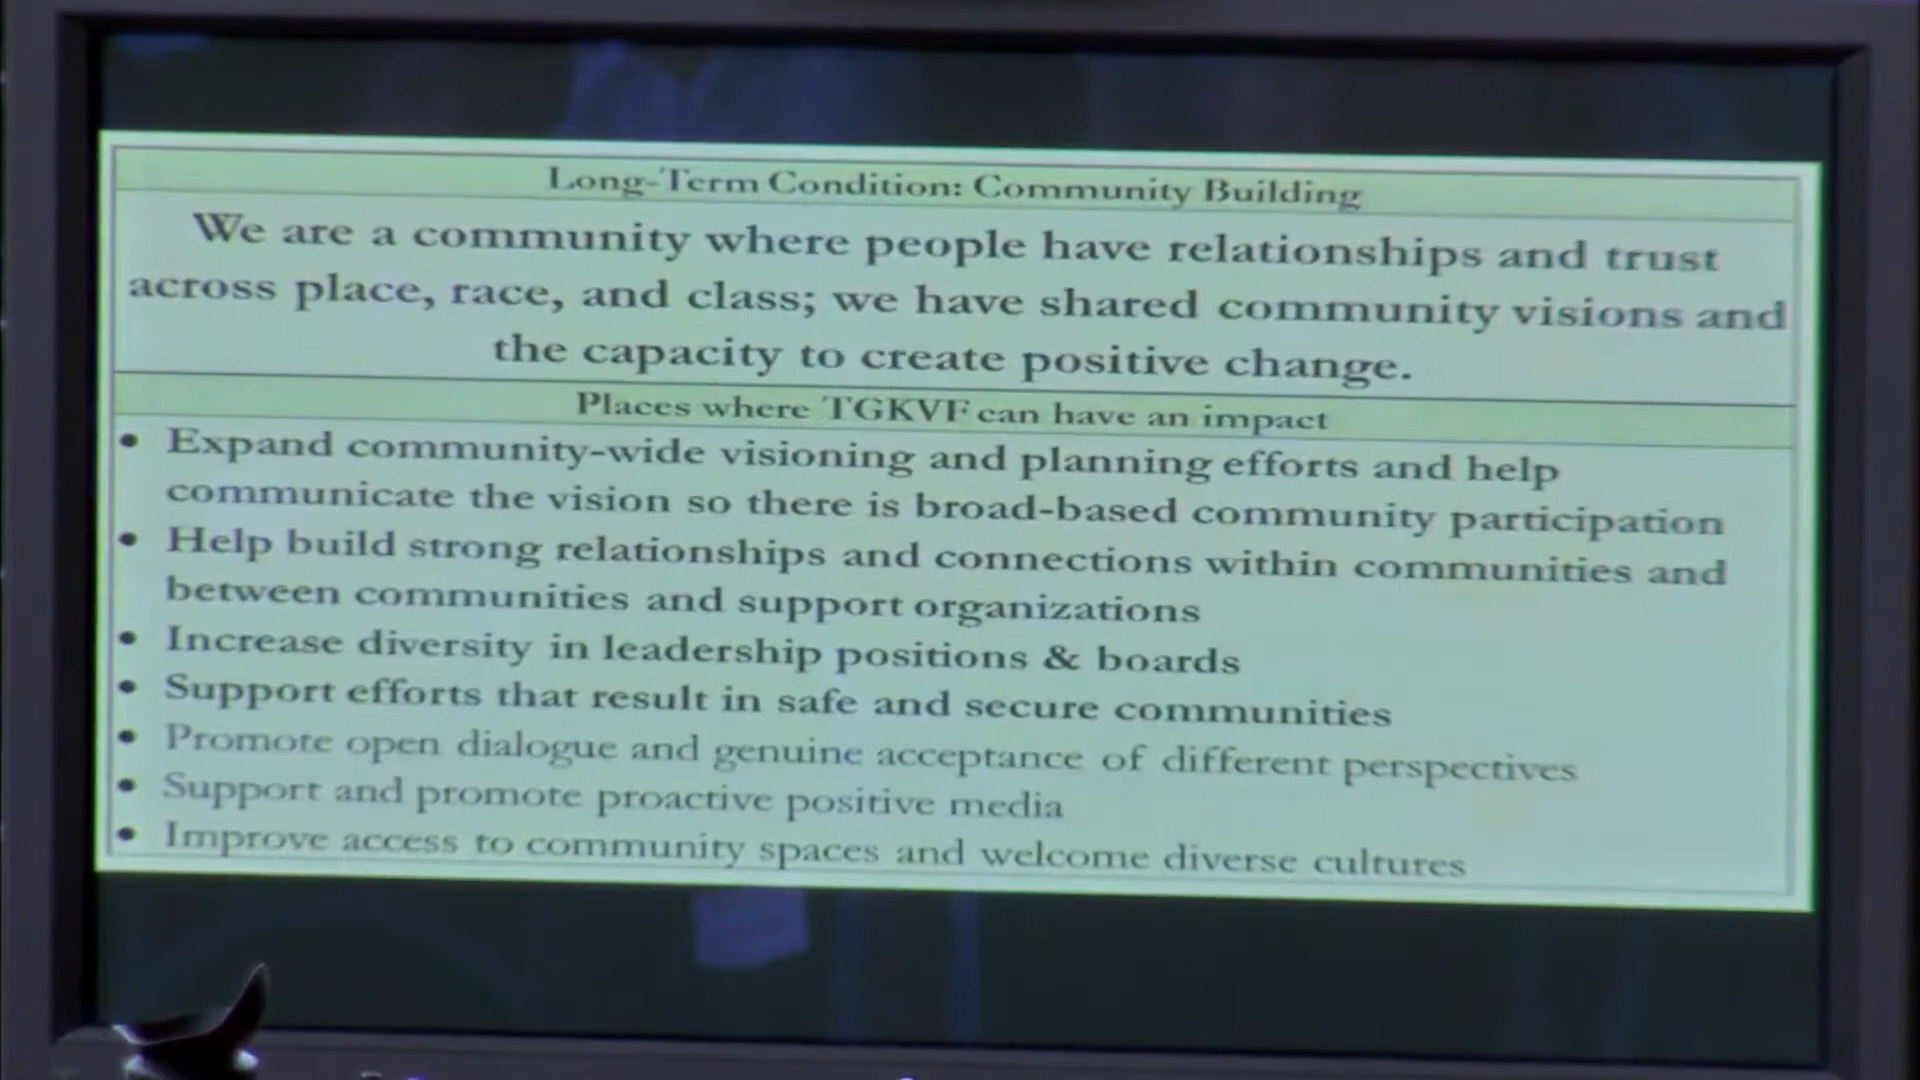 Long-Term Condition: Community Building
We are a community where people have relationships and trust
across place, race, and class; we have shared community visions and
the capacity to create positive change.
Places where TGKVF can have an impact
• Expand community-wide visioning and planning efforts and help
communicate the vision so there is broad-based community participation
• Help build strong relationships and connections within communities and
between communities and support organizations
• Increase diversity in leadership positions & boards
• Support efforts that result in safe and secure communities
• Promote open dialogue and genuine acceptance of different perspectives
• Support and promote proactive positive media
• Improve access to community spaces and welcome diverse cultures